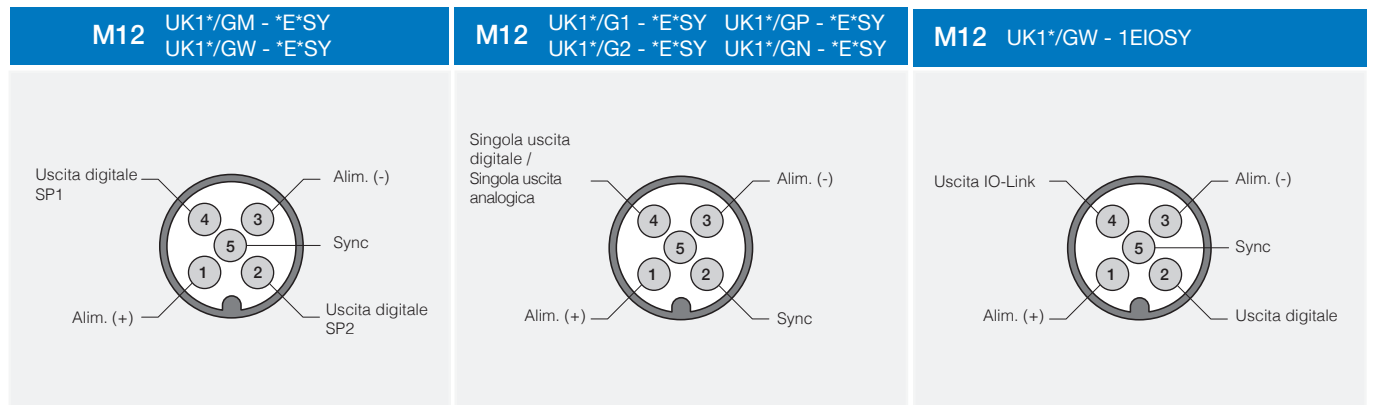 M12
UK1*/GM - *E*SY
UK1*/GW - *E*SY
Uscita digitale
SP1
Alim. (-)
4
3
5
Sync
1
2
Alim. (+)
Uscita digitale
SP2
M12
UK1*/G1 - *E*SY UK1*/GP - *E*SY
UK1*/G2 - *E*SY UK1*/GN - *E*SY
Singola uscita
digitale /
Singola uscita
analogica
Alim. (-)
4
3
5
1
2
Alim. (+)
Sync
M12 UK1*/GW - 1EIOSY
Uscita IO-Link
Alim. (-)
4
3
5
Sync
1
2
Alim. (+)
Uscita digitale